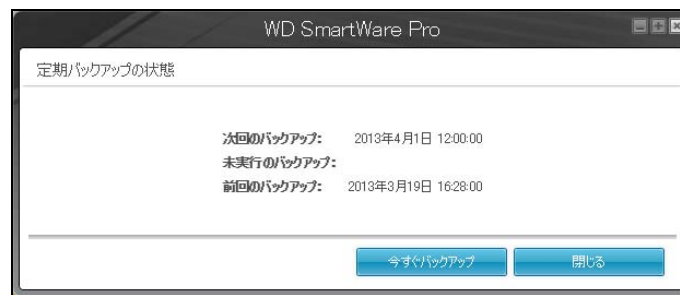 WD SmartWare Pro
定期バックアップの状態
次回のバックアップ: 2013年4月1日 12:00:00
未実行のバックアップ:
前回のバックアップ: 2013年3月19日 16:28:00
今すぐバックアップ 閉じる